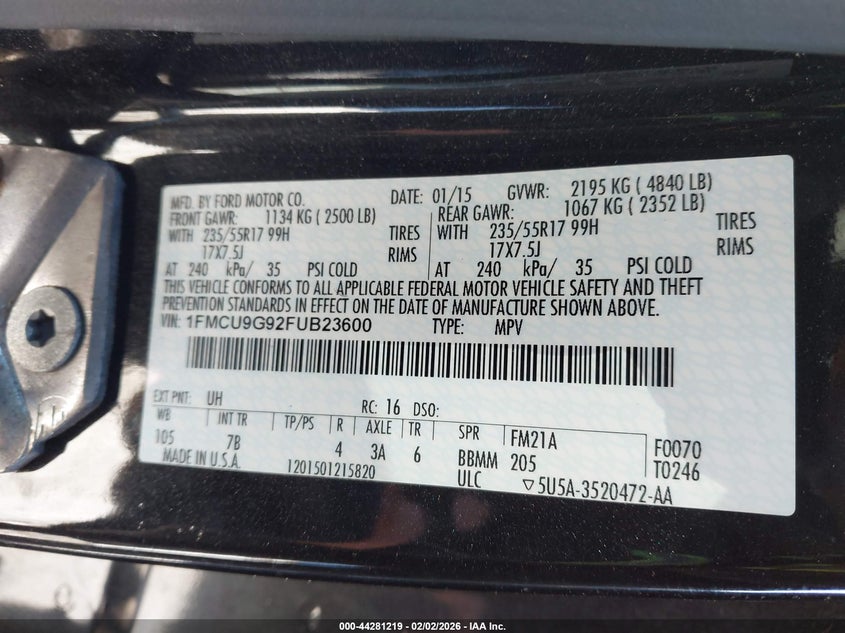 MFD. BY FORD MOTOR CO. DATE: 01/15 GVWR: 2195 KG ( 4840 LB)
FRONT GAWR: 1134 KG ( 2500 LB) REAR GAWR: 1067 KG ( 2352 LB)
WITH 235/55R17 99H TIRES WITH 235/55R17 99H TIRES
17X7.5J RIMS 17X7.5J RIMS
AT 240 kPa/ 35 PSI COLD AT 240 kPa/ 35 PSI COLD
THIS VEHICLE CONFORMS TO ALL APPLICABLE FEDERAL MOTOR VEHICLE SAFETY AND THEFT
PREVENTION STANDARDS IN EFFECT ON THE DATE OF MANUFACTURE SHOWN ABOVE.
VIN: 1FMCU9G92FUB23600 TYPE: MPV
EXT PNT: UH RC: 16 DSO:
WB INT TR TP/PS R AXLE TR SPR FM21A F0070
105 7B 4 3A 6 BBMM 205 T0246
MADE IN U.S.A. 1201501215820 ULC ▽5U5A-3520472-AA
000-44281219 - 02/02/2026 - IAA Inc.